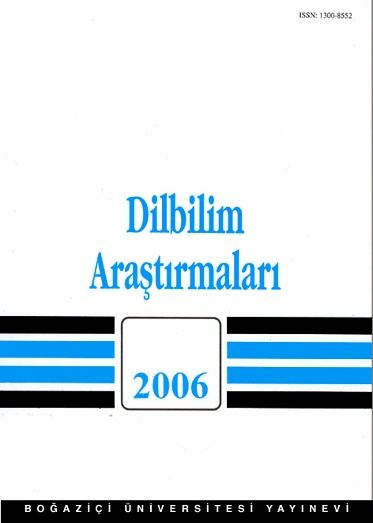 ISSN: 1300-8552
Dilbilim
Araştırmaları
2006
BOĞAZİÇİ ÜNİVERSİTESİ YAYINEVİ